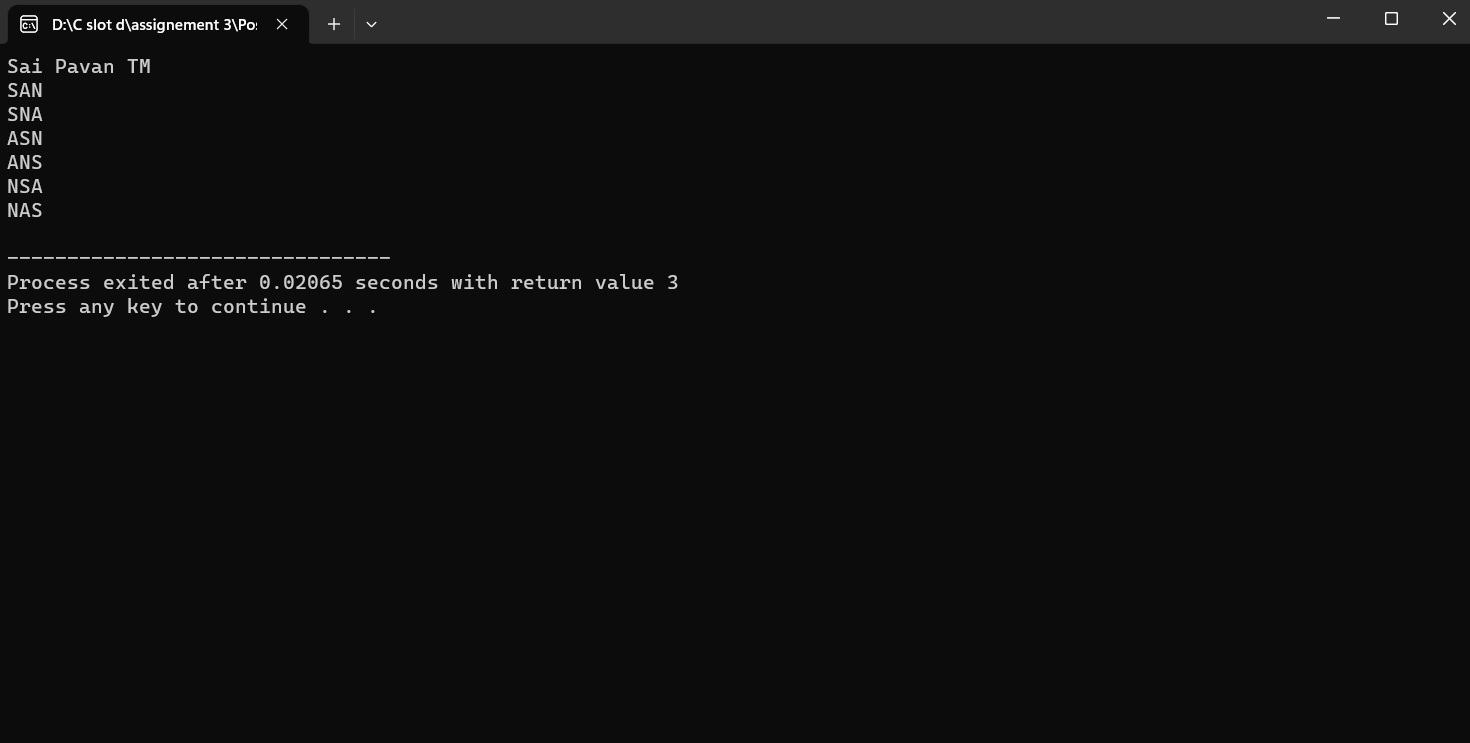 D:\C slot d\assignement 3\Po
Sai Pavan TM
SAN
SNA
ASN
ANS
NSA
NAS
--------------------------------
Process exited after 0.02065 seconds with return value 3
Press any key to continue . . .